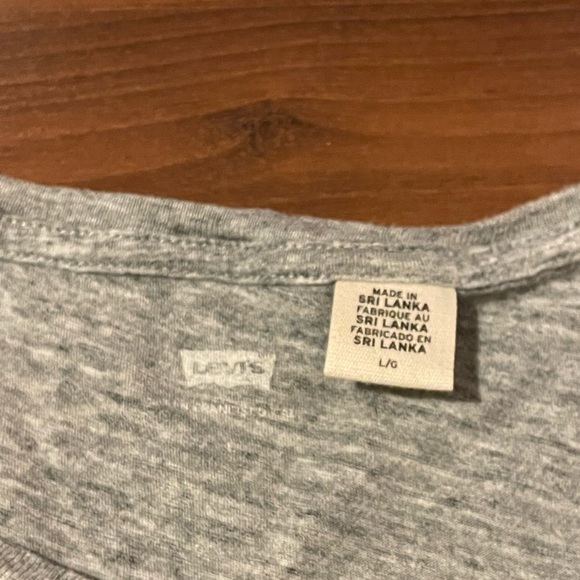 LEVI'S
MADE IN
SRI LANKA
FABRIQUE AU
SRI LANKA
FABRICADO EN
SRI LANKA
L/G